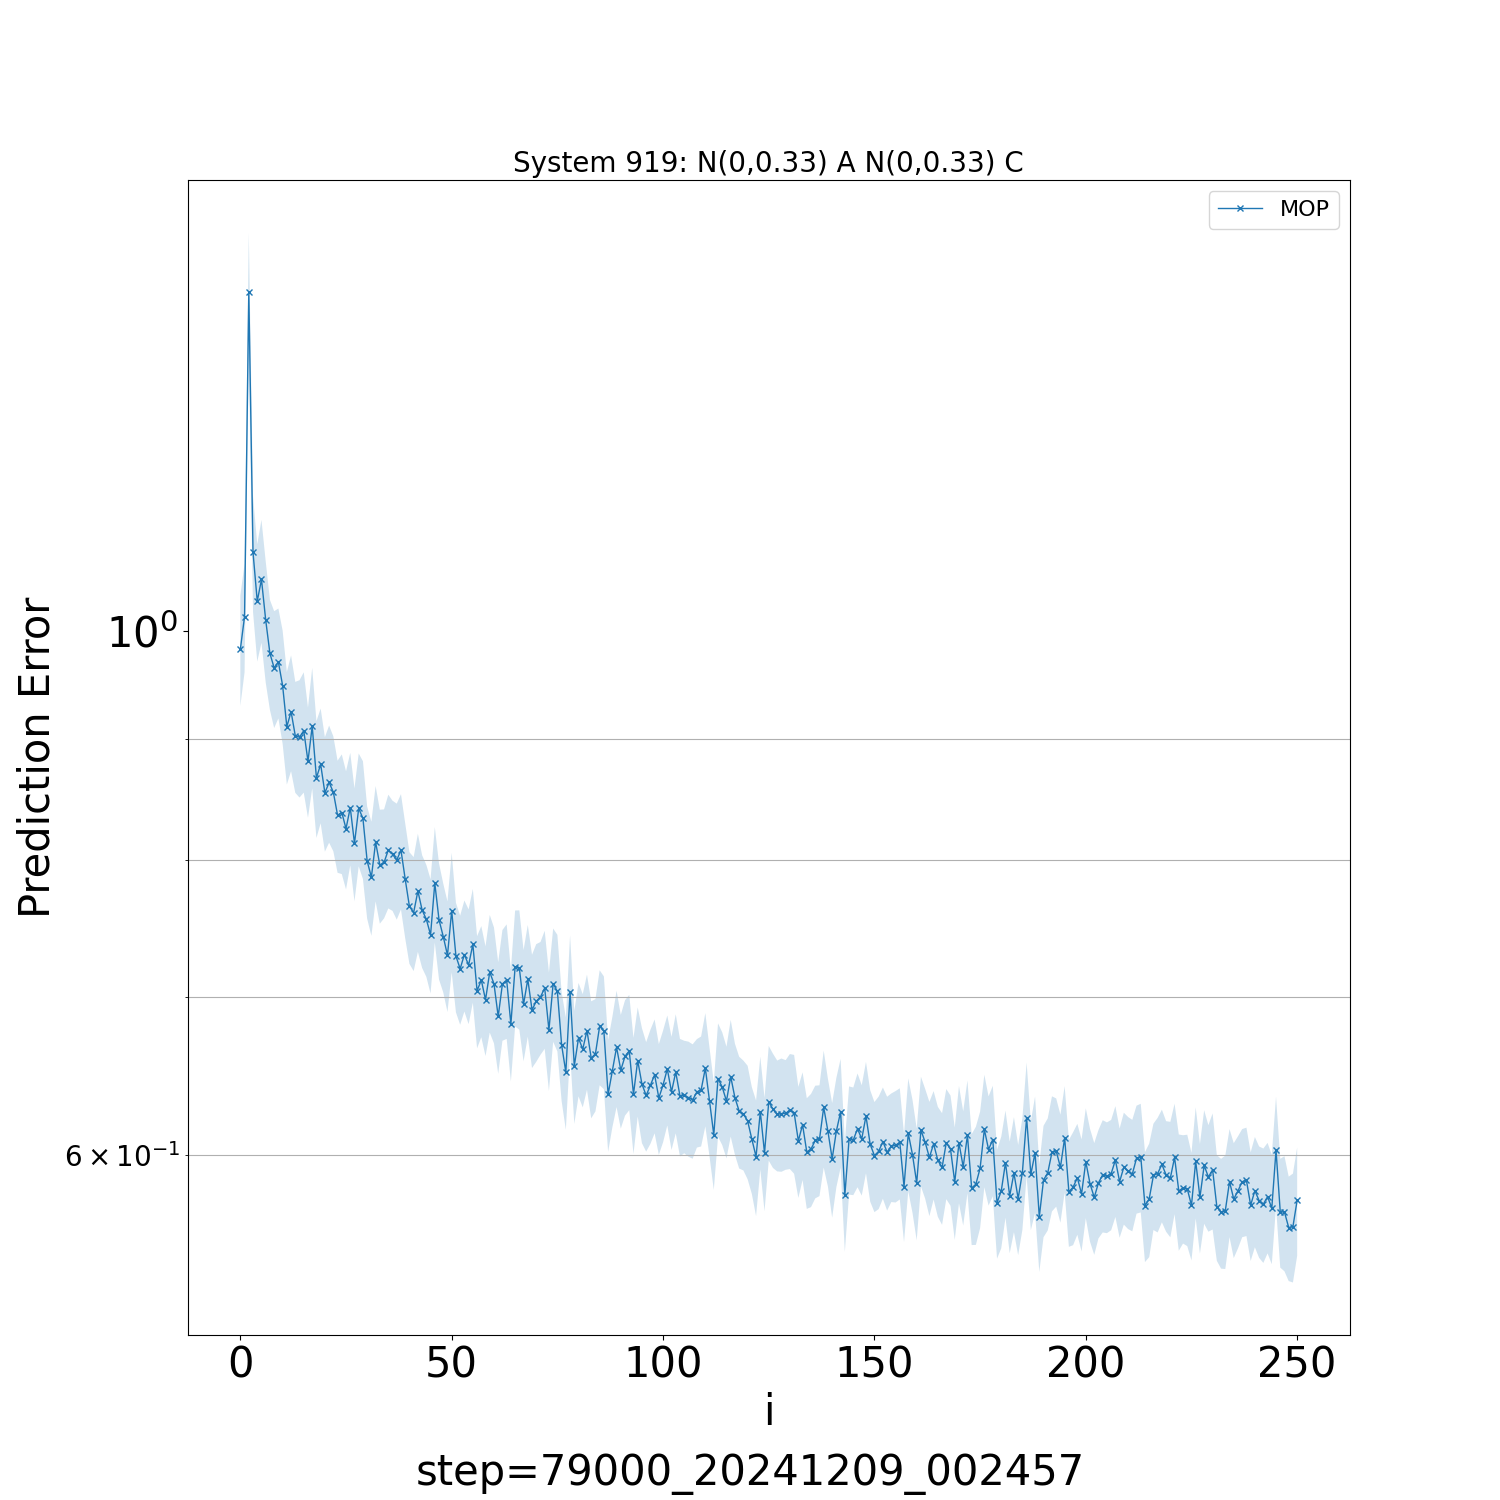 System 919: N(0,0.33) A N(0,0.33) C
MOP
Prediction Error
10⁰
6 × 10⁻¹
0 50 100 150 200 250
i
step=79000_20241209_002457